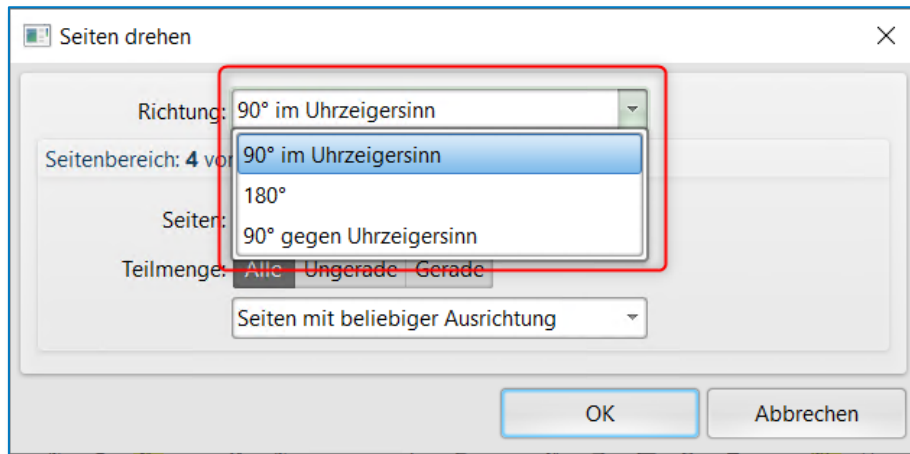 Seiten drehen
Richtung: 90° im Uhrzeigersinn
90° im Uhrzeigersinn
Seitenbereich: 4
180°
Seiten:
90° gegen Uhrzeigersinn
Teilmenge: Alle Ungerade Gerade
Seiten mit beliebiger Ausrichtung
OK Abbrechen